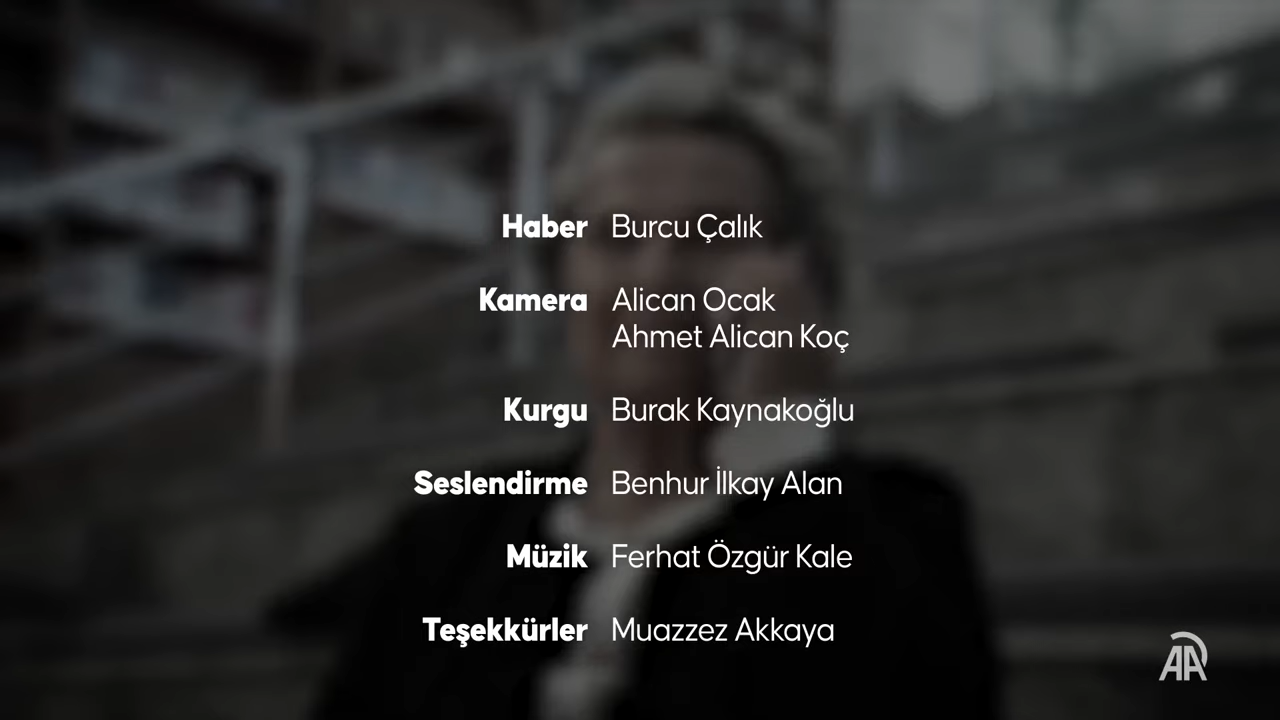 Haber Burcu Çalık
Kamera Alican Ocak
Ahmet Alican Koç
Kurgu Burak Kaynakoğlu
Seslendirme Benhur İlkay Alan
Müzik Ferhat Özgür Kale
Teşekkürler Muazzez Akkaya
AA